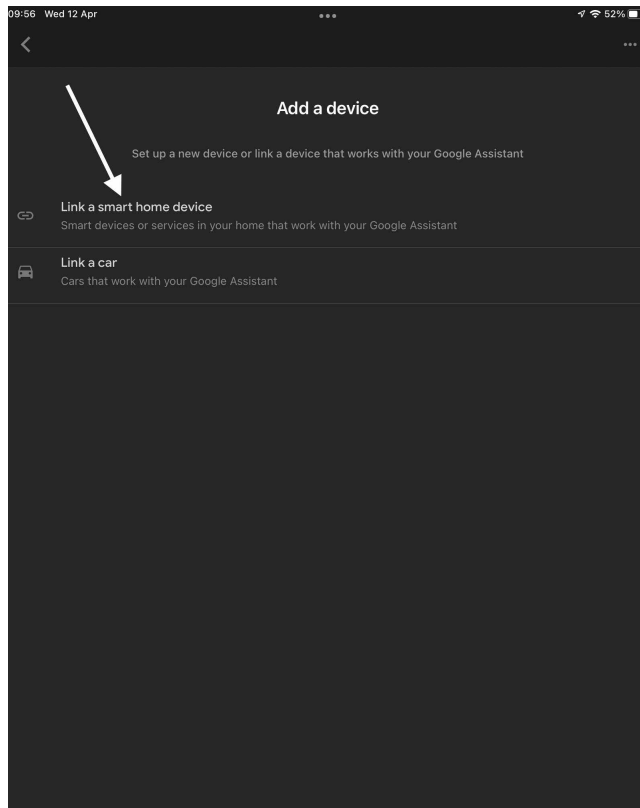 09:56 Wed 12 Apr
52%
Add a device
Set up a new device or link a device that works with your Google Assistant
Link a smart home device
Smart devices or services in your home that work with your Google Assistant
Link a car
Cars that work with your Google Assistant